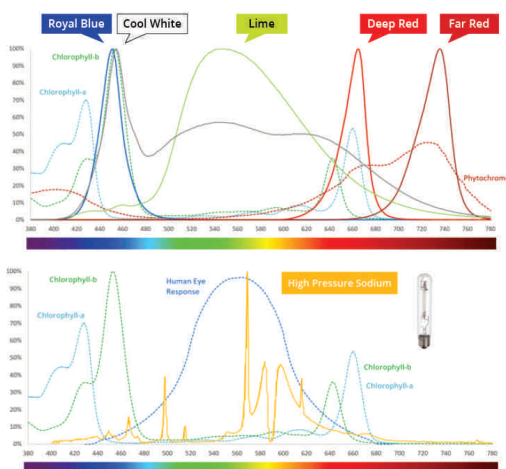 Royal Blue
Cool White
Lime
Deep Red
Far Red
100%
90%
80%
70%
60%
50%
40%
30%
20%
10%
0%
Chlorophyll-b
Chlorophyll-a
Phytochrom
380 400 420 440 460 480 500 520 540 560 580 600 620 640 660 680 700 720 740 760 780
100%
90%
80%
70%
60%
50%
40%
30%
20%
10%
0%
Chlorophyll-b
Chlorophyll-a
Human Eye
Response
High Pressure Sodium
Chlorophyll-b
Chlorophyll-a
380 400 420 440 460 480 500 520 540 560 580 600 620 640 660 680 700 720 740 760 780